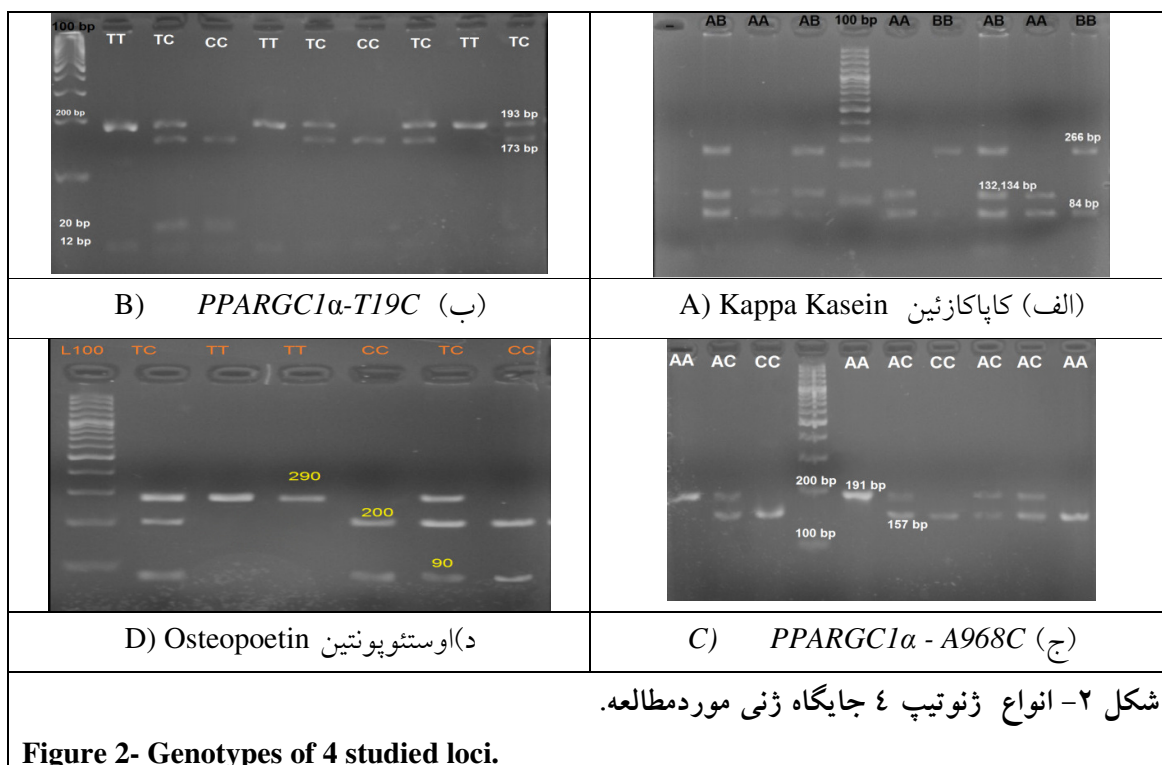 100 bp TT TC CC TT TC CC TC TT TC
200 bp
193 bp
173 bp
20 bp
12 bp
B) PPARGC1α-T19C (ب)
- AB AA AB 100 bp AA BB AB AA BB
266 bp
132,134 bp
84 bp
A) Kappa Kasein الف) کاپاکازئین)
L100 TC TT TT CC TC CC
290
200
90
D) Osteopoetin د)اوستئوپونتین
AA AC CC AA AC CC AC AC AA
200 bp 191 bp
157 bp
100 bp
C) PPARGC1α - A968C (ج)
شکل ۲- انواع ژنوتیپ ٤ جایگاه ژنی موردمطالعه.
Figure 2- Genotypes of 4 studied loci.